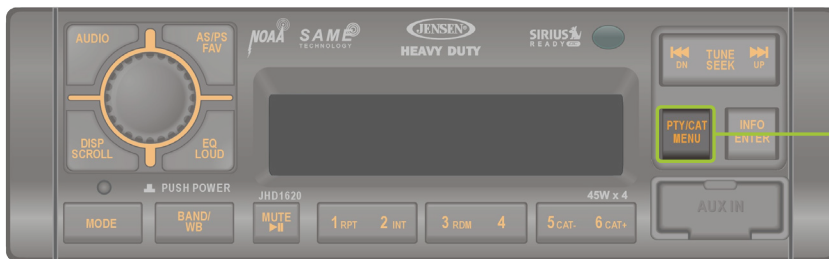 AUDIO
AS/PS
FAV
DISP
SCROLL
EQ
LOUD
PUSH POWER
MODE
BAND/
WB
NOAA
SAME
TECHNOLOGY
JENSEN®
HEAVY DUTY
SIRIUS
READY
JHD1620
45W x 4
MUTE
1 RPT 2 INT
3 RDM 4
5 CAT- 6 CAT+
TUNE
SEEK
DN
UP
PTY/CAT
MENU
INFO
ENTER
AUX IN